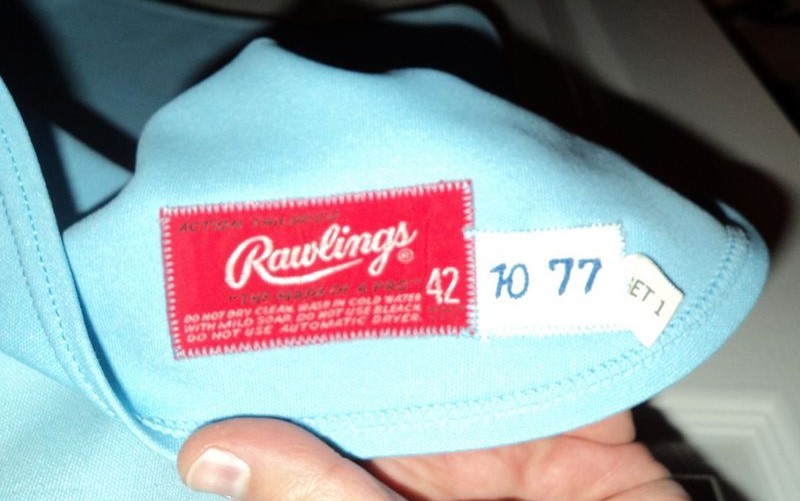 ACTION TAILORED
Rawlings ®
"THE MARK OF A PRO" 42
DO NOT DRY CLEAN. WASH IN COLD WATER
WITH MILD SOAP. DO NOT USE BLEACH.
DO NOT USE AUTOMATIC DRYER.
10 77
SET 1